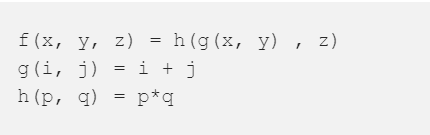 f(x, y, z) = h(g(x, y) , z)
g(i, j) = i + j
h(p, q) = p*q